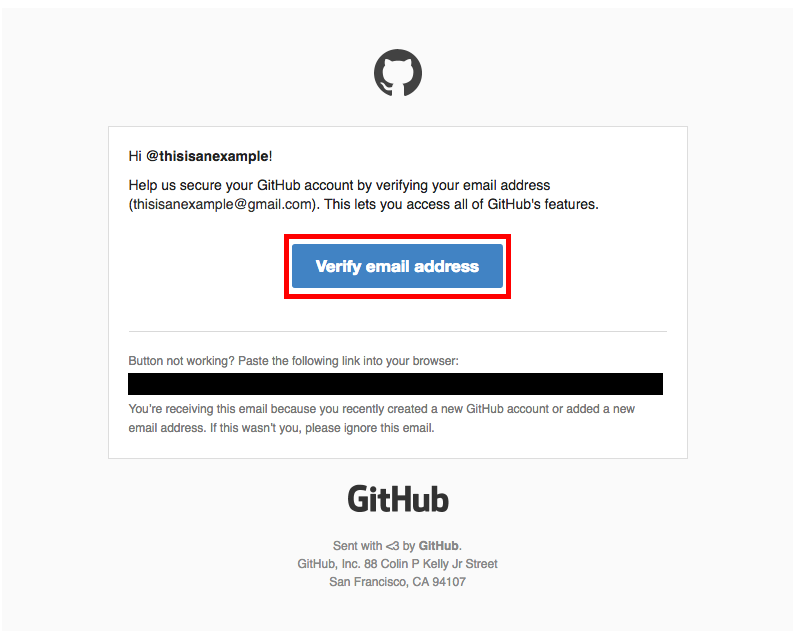 Hi @thisisanexample!
Help us secure your GitHub account by verifying your email address
(thisisanexample@gmail.com). This lets you access all of GitHub's features.
Verify email address
Button not working? Paste the following link into your browser:
You’re receiving this email because you recently created a new GitHub account or added a new
email address. If this wasn’t you, please ignore this email.
GitHub
Sent with <3 by GitHub.
GitHub, Inc. 88 Colin P Kelly Jr Street
San Francisco, CA 94107